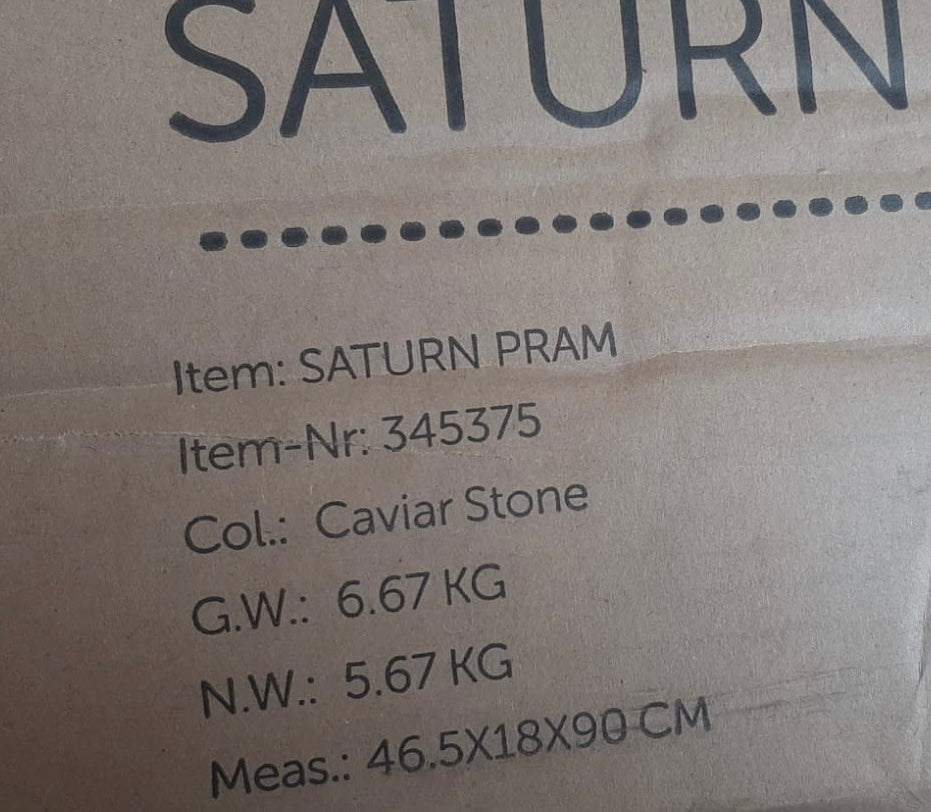 SATURN
Item: SATURN PRAM
Item-Nr: 345375
Col.: Caviar Stone
G.W.: 6.67 KG
N.W.: 5.67 KG
Meas.: 46.5X18X90 CM